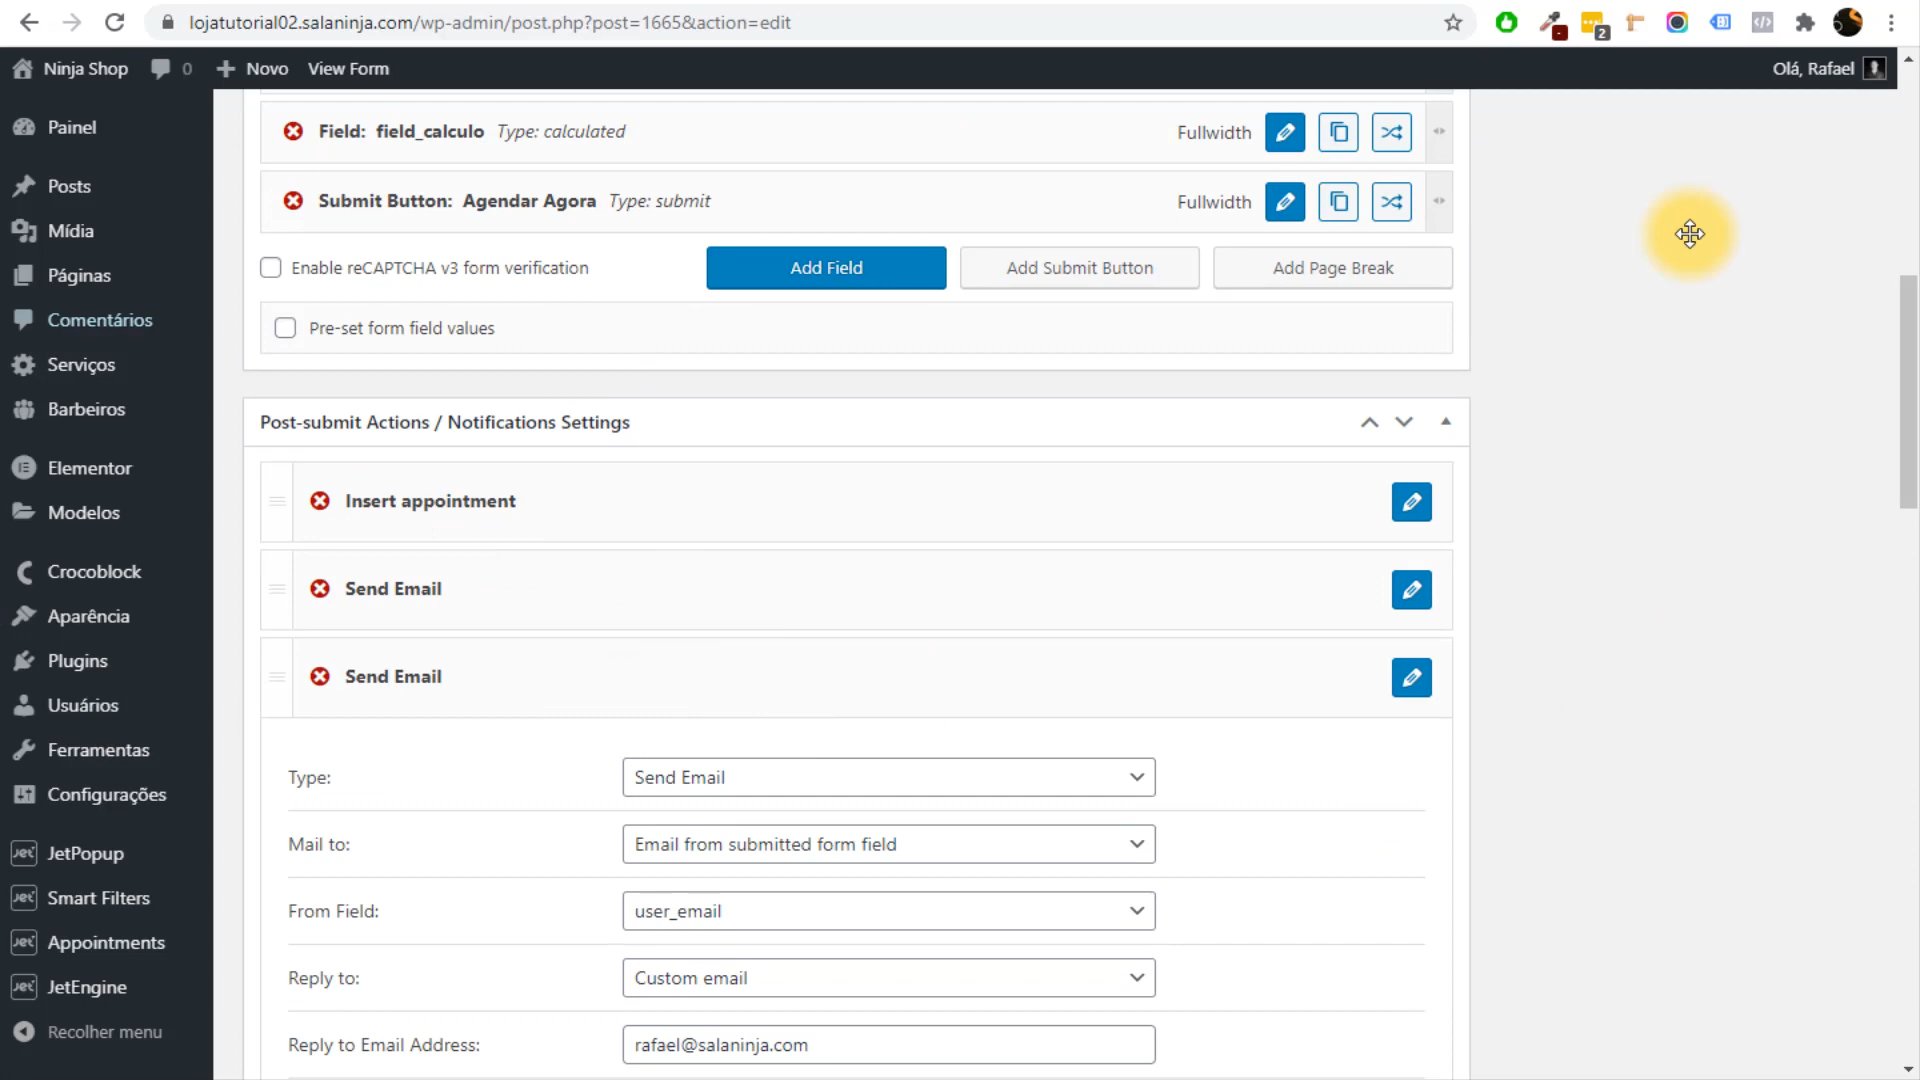 lojatutorial02.salaninja.com/wp-admin/post.php?post=1665&action=edit
2
Ninja Shop 0 Novo View Form Olá, Rafael
Painel
Posts
Mídia
Páginas
Comentários
Serviços
Barbeiros
Elementor
Modelos
Crocoblock
Aparência
Plugins
Usuários
Ferramentas
Configurações
JetPopup
Smart Filters
Appointments
JetEngine
Recolher menu
Field: field_calculo Type: calculated Fullwidth
Submit Button: Agendar Agora Type: submit Fullwidth
Enable reCAPTCHA v3 form verification Add Field Add Submit Button Add Page Break
Pre-set form field values
Post-submit Actions / Notifications Settings
Insert appointment
Send Email
Send Email
Type: Send Email
Mail to: Email from submitted form field
From Field: user_email
Reply to: Custom email
Reply to Email Address: rafael@salaninja.com